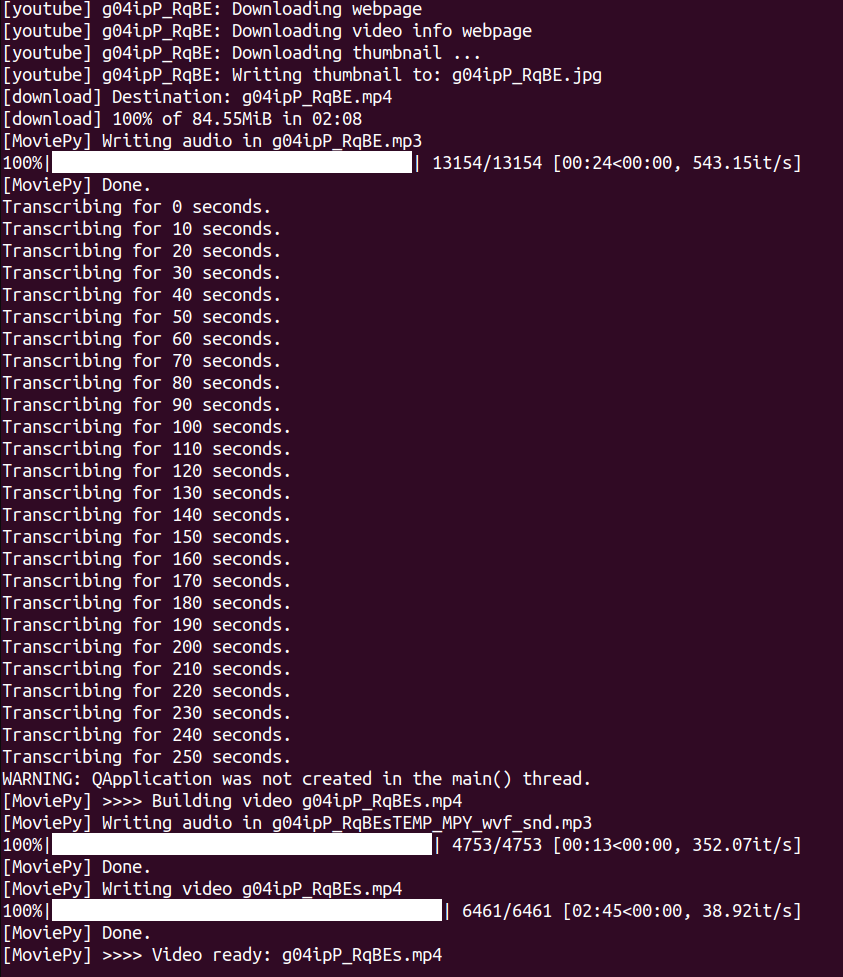 [youtube] g04ipP_RqBE: Downloading webpage
[youtube] g04ipP_RqBE: Downloading video info webpage
[youtube] g04ipP_RqBE: Downloading thumbnail ...
[youtube] g04ipP_RqBE: Writing thumbnail to: g04ipP_RqBE.jpg
[download] Destination: g04ipP_RqBE.mp4
[download] 100% of 84.55MiB in 02:08
[MoviePy] Writing audio in g04ipP_RqBE.mp3
100%| | 13154/13154 [00:24<00:00, 543.15it/s]
[MoviePy] Done.
Transcribing for 0 seconds.
Transcribing for 10 seconds.
Transcribing for 20 seconds.
Transcribing for 30 seconds.
Transcribing for 40 seconds.
Transcribing for 50 seconds.
Transcribing for 60 seconds.
Transcribing for 70 seconds.
Transcribing for 80 seconds.
Transcribing for 90 seconds.
Transcribing for 100 seconds.
Transcribing for 110 seconds.
Transcribing for 120 seconds.
Transcribing for 130 seconds.
Transcribing for 140 seconds.
Transcribing for 150 seconds.
Transcribing for 160 seconds.
Transcribing for 170 seconds.
Transcribing for 180 seconds.
Transcribing for 190 seconds.
Transcribing for 200 seconds.
Transcribing for 210 seconds.
Transcribing for 220 seconds.
Transcribing for 230 seconds.
Transcribing for 240 seconds.
Transcribing for 250 seconds.
WARNING: QApplication was not created in the main() thread.
[MoviePy] >>>> Building video g04ipP_RqBEs.mp4
[MoviePy] Writing audio in g04ipP_RqBEsTEMP_MPY_wvf_snd.mp3
100%| | 4753/4753 [00:13<00:00, 352.07it/s]
[MoviePy] Done.
[MoviePy] Writing video g04ipP_RqBEs.mp4
100%| | 6461/6461 [02:45<00:00, 38.92it/s]
[MoviePy] Done.
[MoviePy] >>>> Video ready: g04ipP_RqBEs.mp4